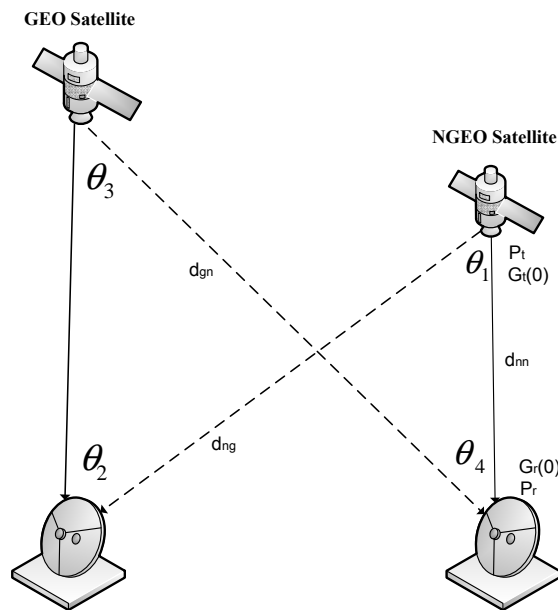 GEO Satellite
NGEO Satellite
θ3
Pt
θ1
Gt(0)
dgn
dnn
dng
θ2
θ4
Gr(0)
Pr